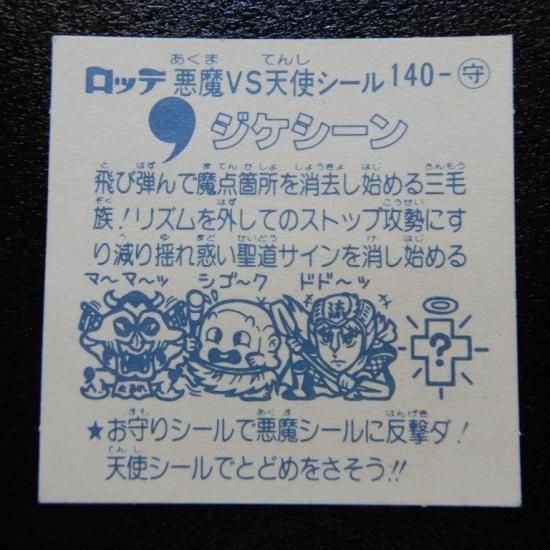 ロッテ 悪魔VS天使シール 140-守
ジケシーン
飛び弾んで魔点箇所を消去し始める三毛
族!リズムを外してのストップ攻勢にす
り減り揺れ惑い聖道サインを消し始める
マ〜マ〜ッ シゴ〜ク ドド〜ッ
流
?
★お守りシールで悪魔シールに反撃ダ!
天使シールでとどめをさそう!!